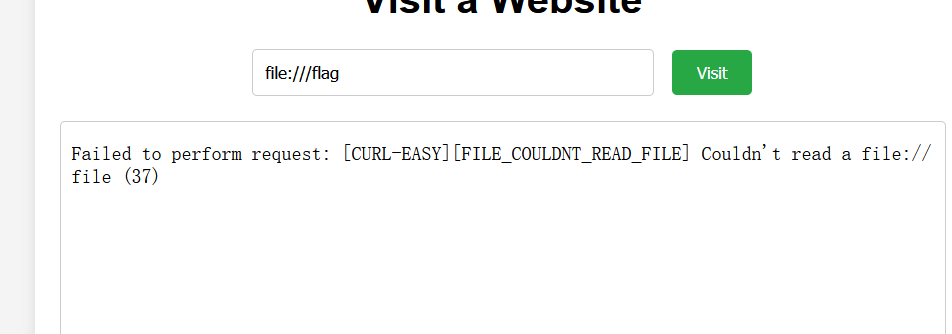 Visit a Website
file:///flag
Visit
Failed to perform request: [CURL-EASY][FILE_COULDNT_READ_FILE] Couldn't read a file://
file (37)